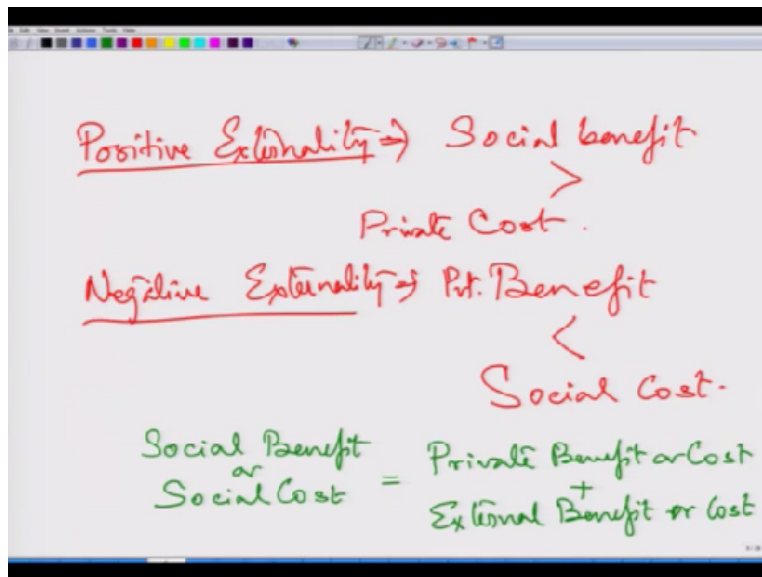 Positive Externality ⇒ Social benefit
>
Private Cost.
Negative Externality ⇒ Pvt. Benefit
<
Social Cost.
Social Benefit
or
Social Cost
=
Private Benefit or Cost
+
External Benefit or Cost